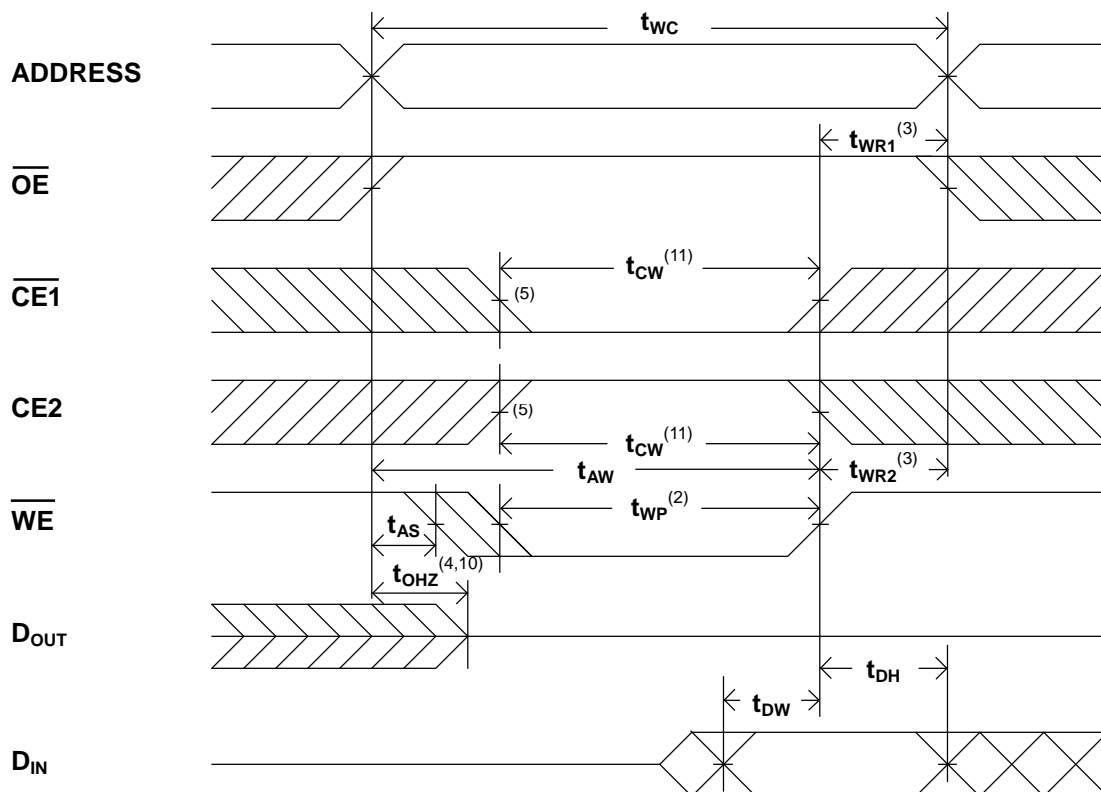 tWC
ADDRESS
tWR1(3)
OE
tCW(11)
CE1
(5)
CE2
(5)
tCW(11)
tAW
tWR2(3)
WE
tWP(2)
tAS
tOHZ(4,10)
DOUT
tDH
tDW
DIN